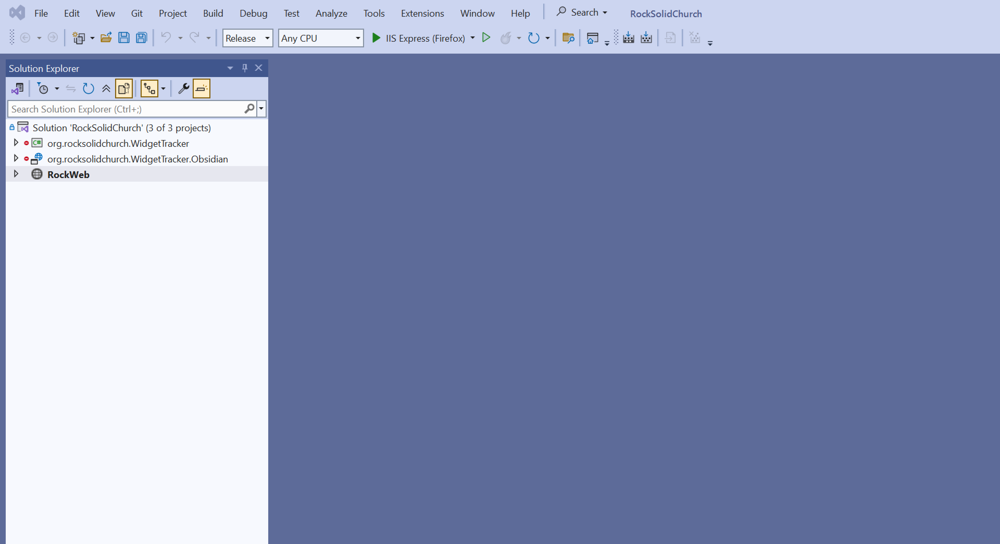 File Edit View Git Project Build Debug Test Analyze Tools Extensions Window Help Search RockSolidChurch
Release Any CPU IIS Express (Firefox)
Solution Explorer
Search Solution Explorer (Ctrl+;)
Solution 'RockSolidChurch' (3 of 3 projects)
C# org.rocksolidchurch.WidgetTracker
org.rocksolidchurch.WidgetTracker.Obsidian
RockWeb